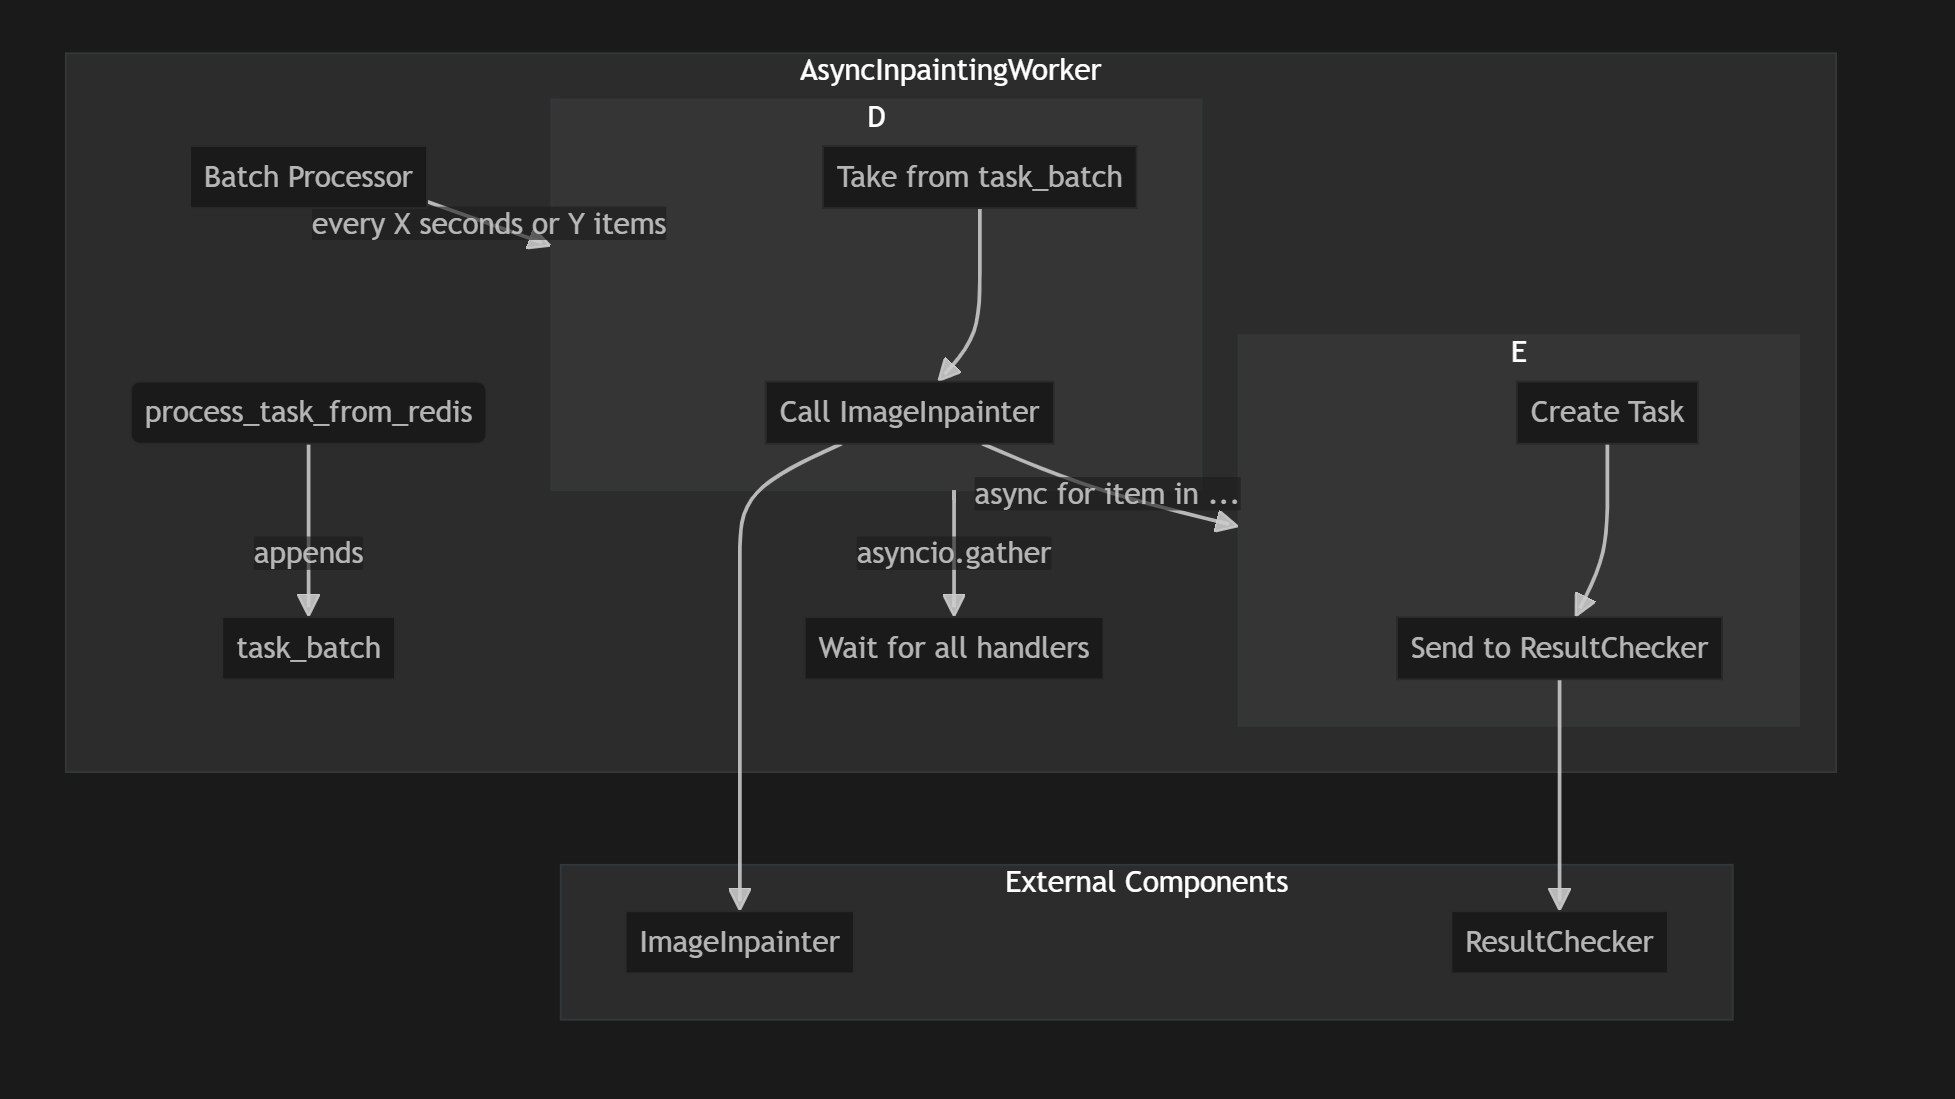 AsyncInpaintingWorker
D
Batch Processor
Take from task_batch
every X seconds or Y items
E
process_task_from_redis
Call ImageInpainter
Create Task
async for item in ...
appends
asyncio.gather
task_batch
Wait for all handlers
Send to ResultChecker
External Components
ImageInpainter
ResultChecker